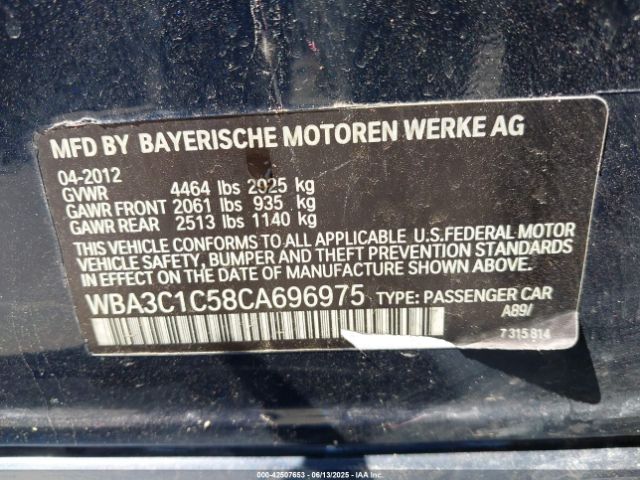 MFD BY BAYERISCHE MOTOREN WERKE AG
04-2012
GVWR 4464 lbs 2025 kg
GAWR FRONT 2061 lbs 935 kg
GAWR REAR 2513 lbs 1140 kg
THIS VEHICLE CONFORMS TO ALL APPLICABLE U.S.FEDERAL MOTOR
VEHICLE SAFETY, BUMPER AND THEFT PREVENTION STANDARDS
IN EFFECT ON THE DATE OF MANUFACTURE SHOWN ABOVE.
WBA3C1C58CA696975 TYPE: PASSENGER CAR
A89/
7 315 814
000-42507653 - 06/13/2025 - IAA Inc.